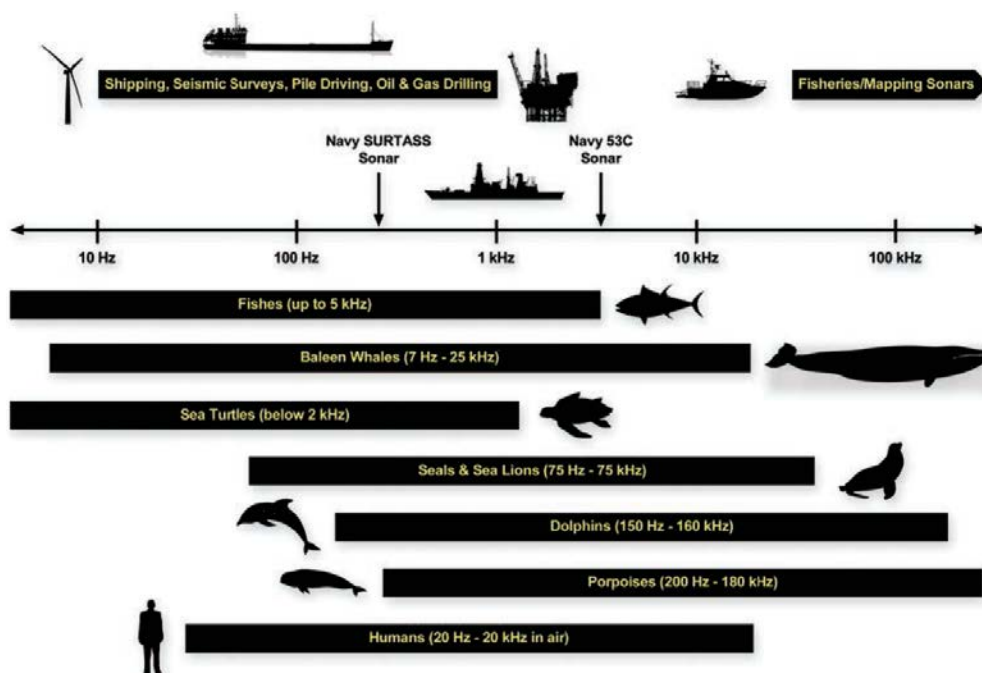 Shipping, Seismic Surveys, Pile Driving, Oil & Gas Drilling
Fisheries/Mapping Sonars
Navy SURTASS
Sonar
Navy 53C
Sonar
10 Hz
100 Hz
1 kHz
10 kHz
100 kHz
Fishes (up to 5 kHz)
Baleen Whales (7 Hz - 25 kHz)
Sea Turtles (below 2 kHz)
Seals & Sea Lions (75 Hz - 75 kHz)
Dolphins (150 Hz - 160 kHz)
Porpoises (200 Hz - 180 kHz)
Humans (20 Hz - 20 kHz in air)